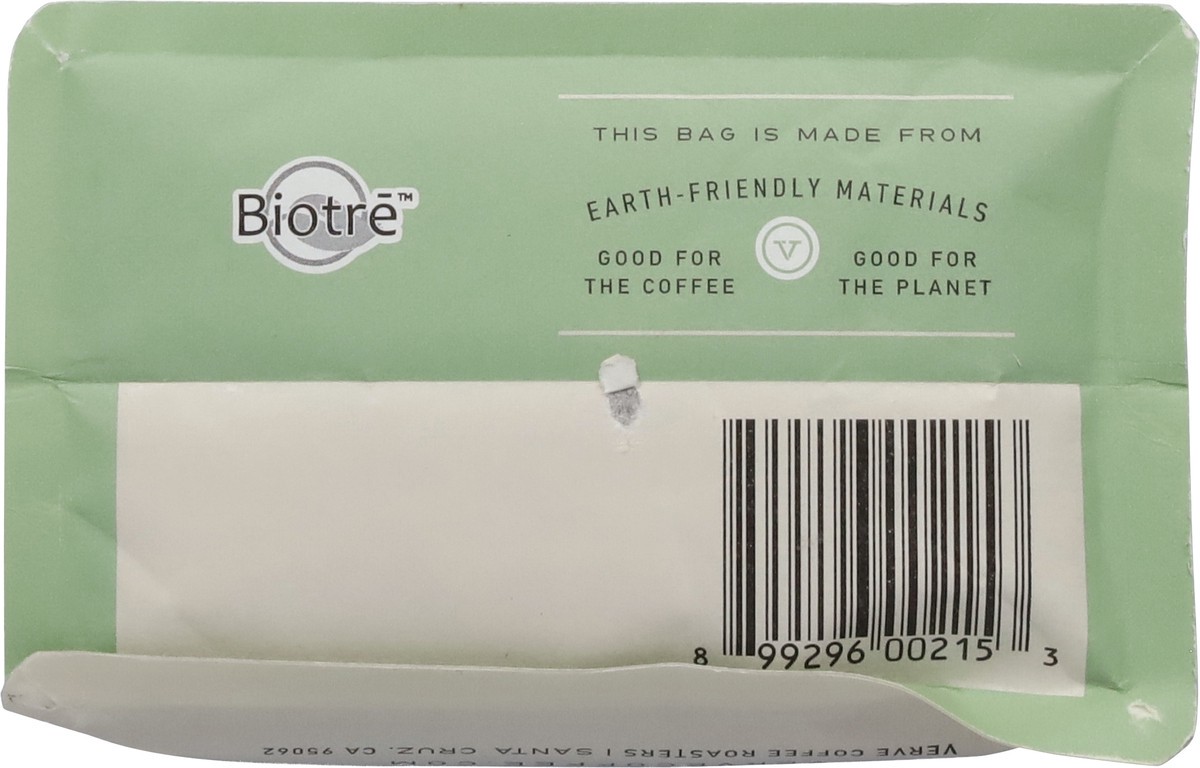 Biotrē™
THIS BAG IS MADE FROM
EARTH-FRIENDLY MATERIALS
GOOD FOR
THE COFFEE
V
GOOD FOR
THE PLANET
8 99296 00215 3
VERVE COFFEE ROASTERS | SANTA CRUZ, CA 95062